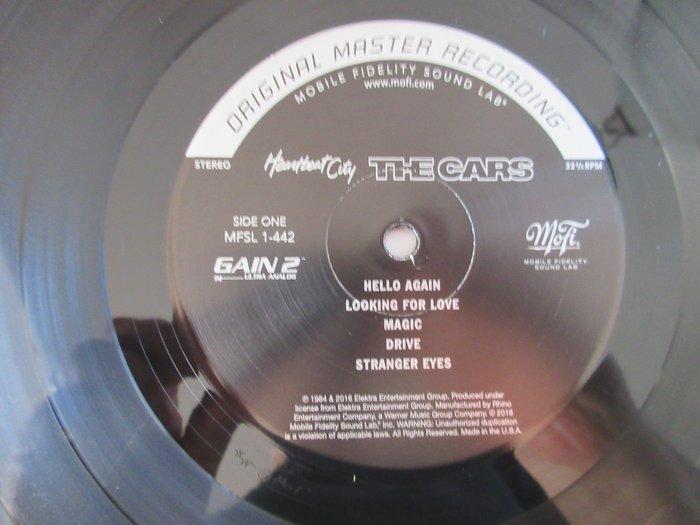 ORIGINAL MASTER RECORDING™
MOBILE FIDELITY SOUND LAB®
www.mofi.com
STEREO
33⅓ RPM
Heartbeat City THE CARS
SIDE ONE
MFSL 1-442
GAIN 2™
ULTRA ANALOG
MoFi
MOBILE FIDELITY
SOUND LAB
HELLO AGAIN
LOOKING FOR LOVE
MAGIC
DRIVE
STRANGER EYES
℗ 1984 & 2016 Elektra Entertainment Group. Produced under
license from Elektra Entertainment Group. Manufactured by Rhino
Entertainment Company, a Warner Music Group Company. © 2016
Mobile Fidelity Sound Lab,® Inc. WARNING: Unauthorized duplication
is a violation of applicable laws. All Rights Reserved. Made in the U.S.A.